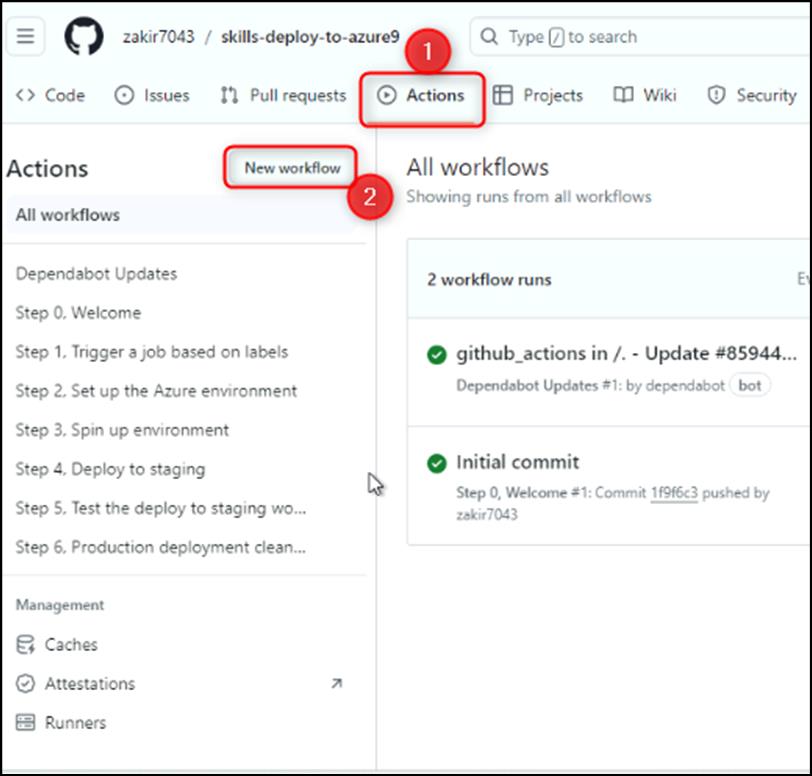 zakir7043 / skills-deploy-to-azure9
Type / to search
1
Code Issues Pull requests Actions Projects Wiki Security
Actions
New workflow
2
All workflows
Dependabot Updates
Step 0, Welcome
Step 1, Trigger a job based on labels
Step 2, Set up the Azure environment
Step 3, Spin up environment
Step 4, Deploy to staging
Step 5, Test the deploy to staging wo...
Step 6, Production deployment clean...
Management
Caches
Attestations
Runners
All workflows
Showing runs from all workflows
2 workflow runs
github_actions in /. - Update #85944...
Dependabot Updates #1: by dependabot bot
Initial commit
Step 0, Welcome #1: Commit 1f9f6c3 pushed by
zakir7043